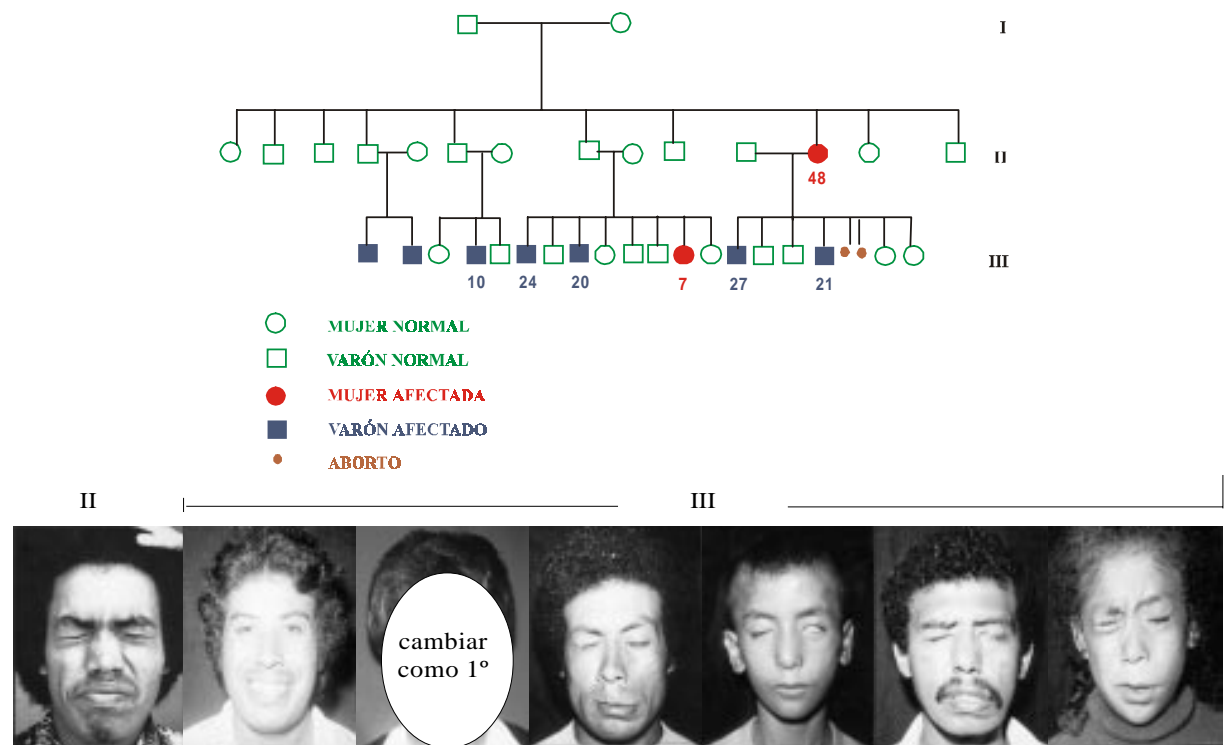 I
II
48
III
10 24 20 7 27 21
MUJER NORMAL
VARÓN NORMAL
MUJER AFECTADA
VARÓN AFECTADO
ABORTO
II III
cambiar
como 1º